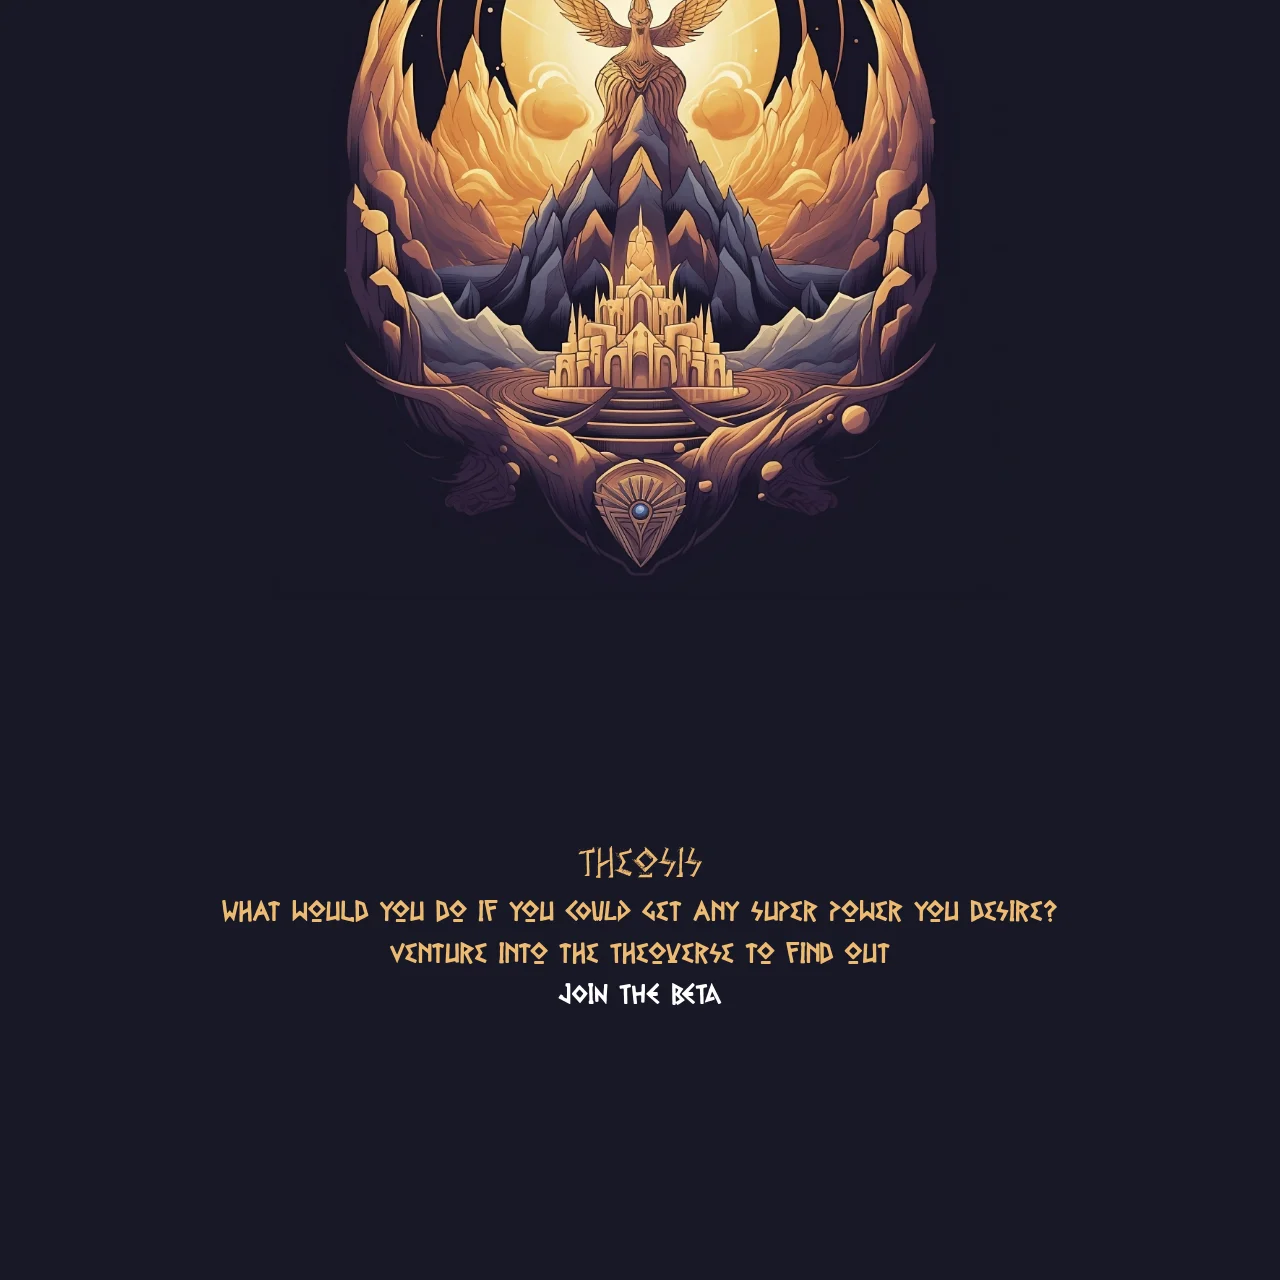 THEOSIS
WHAT WOULD YOU DO IF YOU COULD GET ANY SUPER POWER YOU DESIRE?
VENTURE INTO THE THEOVERSE TO FIND OUT
JOIN THE BETA